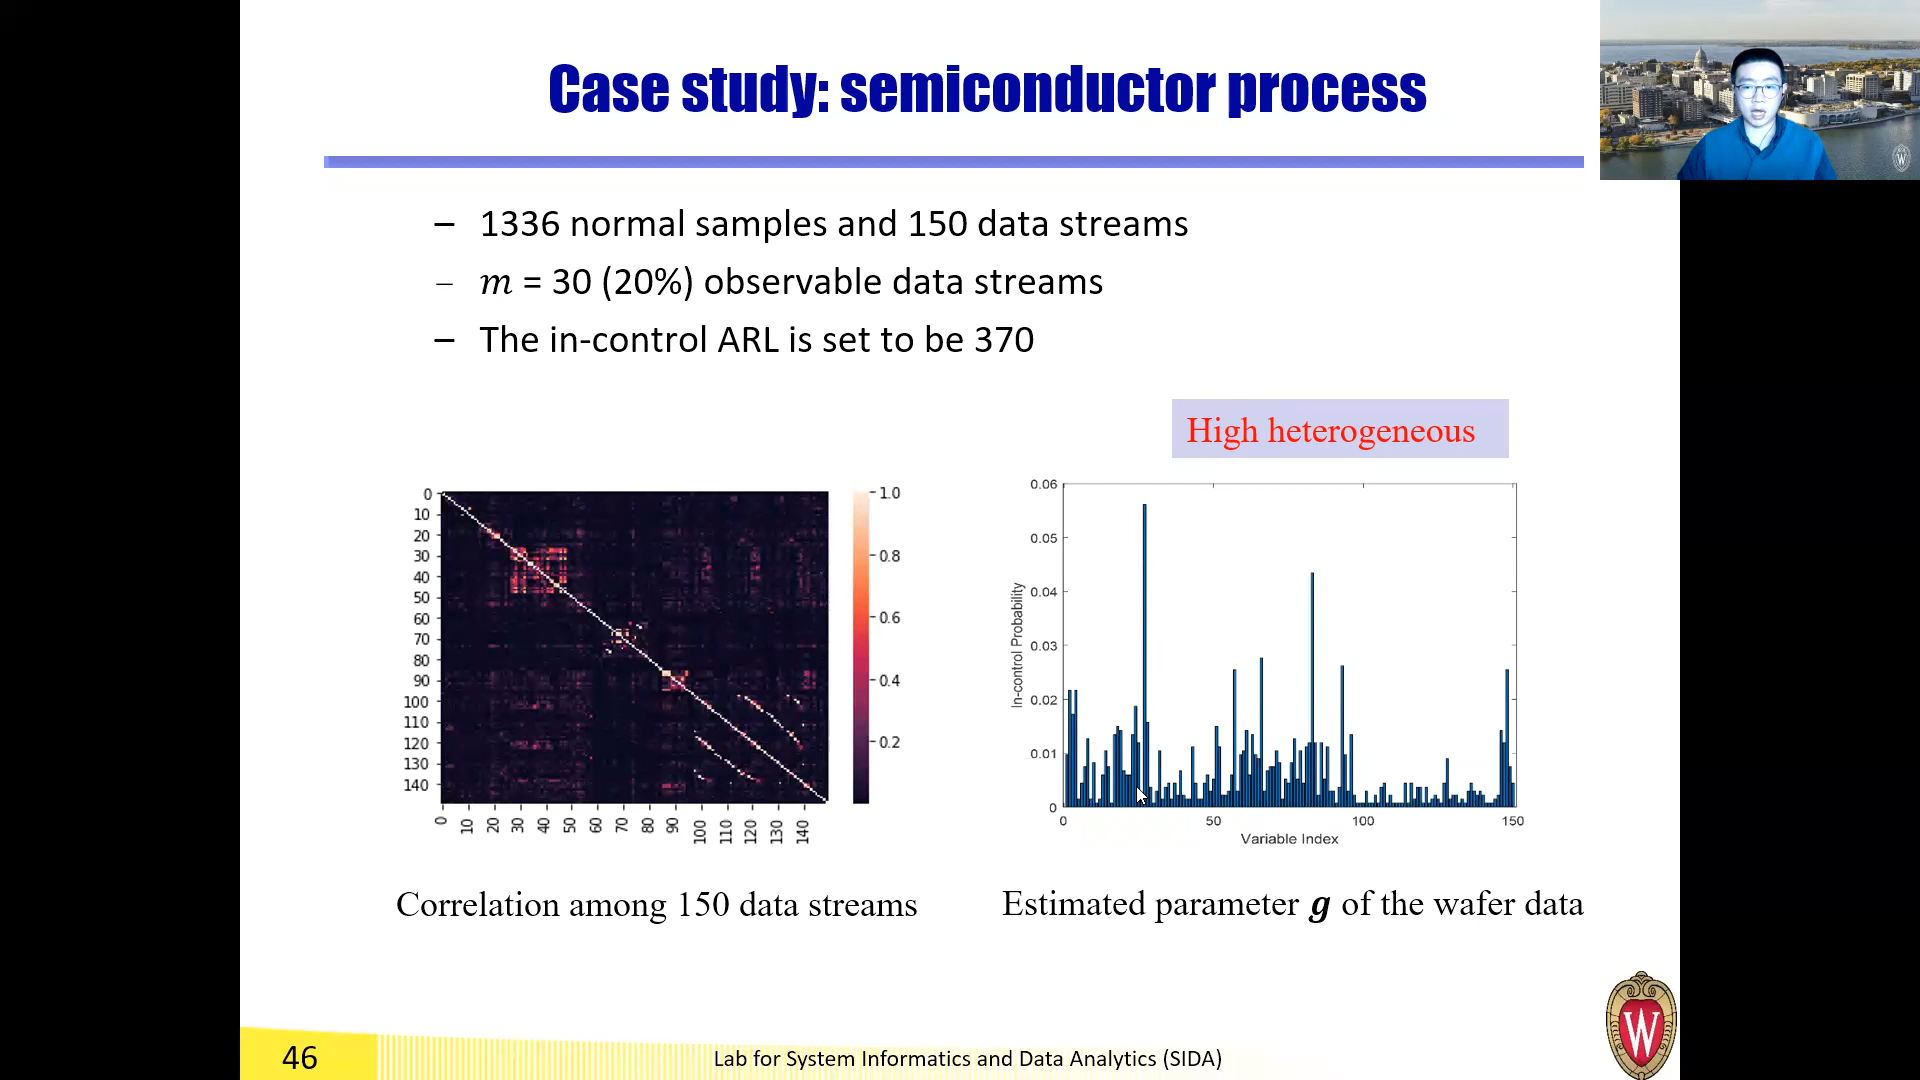 Case study: semiconductor process
– 1336 normal samples and 150 data streams
– m = 30 (20%) observable data streams
– The in-control ARL is set to be 370
High heterogeneous
0
10
20
30
40
50
60
70
80
90
100
110
120
130
140
0 10 20 30 40 50 60 70 80 90 100 110 120 130 140
1.0
0.8
0.6
0.4
0.2
Correlation among 150 data streams
0.06
0.05
0.04
0.03
0.02
0.01
0
In-control Probability
0 50 100 150
Variable Index
Estimated parameter g of the wafer data
46
Lab for System Informatics and Data Analytics (SIDA)
W
W